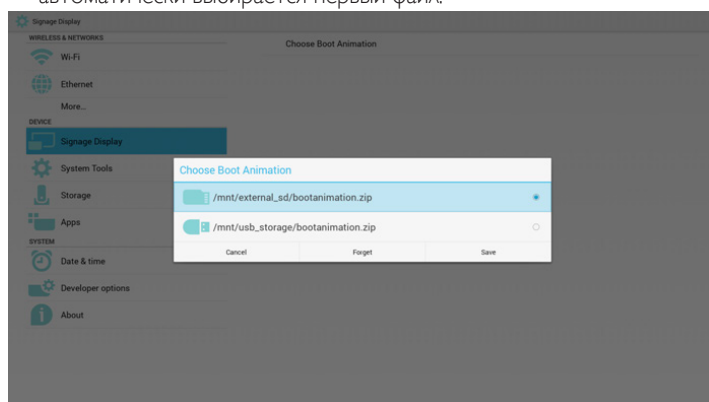 автоматически выбирается первый файл.
Signage Display
WIRELESS & NETWORKS
Choose Boot Animation
Wi-Fi
Ethernet
More...
DEVICE
Signage Display
System Tools
Choose Boot Animation
/mnt/external_sd/bootanimation.zip
Storage
Apps
/mnt/usb_storage/bootanimation.zip
SYSTEM
Cancel
Forget
Save
Date & time
Developer options
About